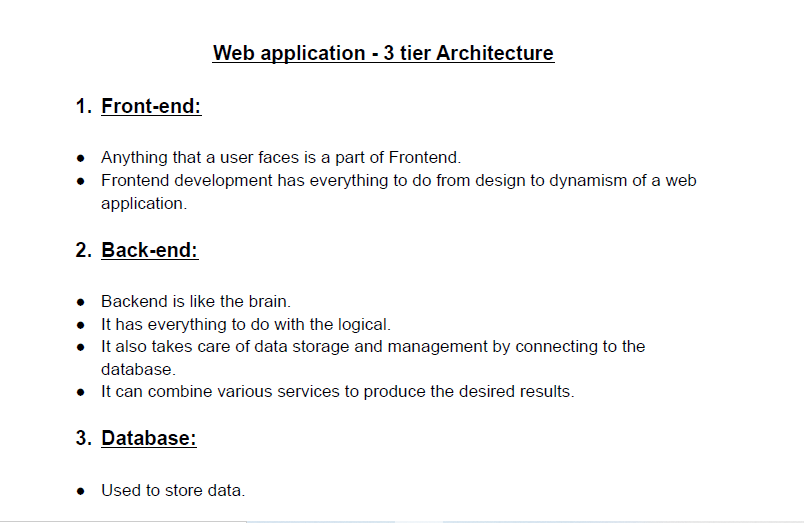 Web application - 3 tier Architecture
1. Front-end:
● Anything that a user faces is a part of Frontend.
● Frontend development has everything to do from design to dynamism of a web
application.
2. Back-end:
● Backend is like the brain.
● It has everything to do with the logical.
● It also takes care of data storage and management by connecting to the
database.
● It can combine various services to produce the desired results.
3. Database:
● Used to store data.